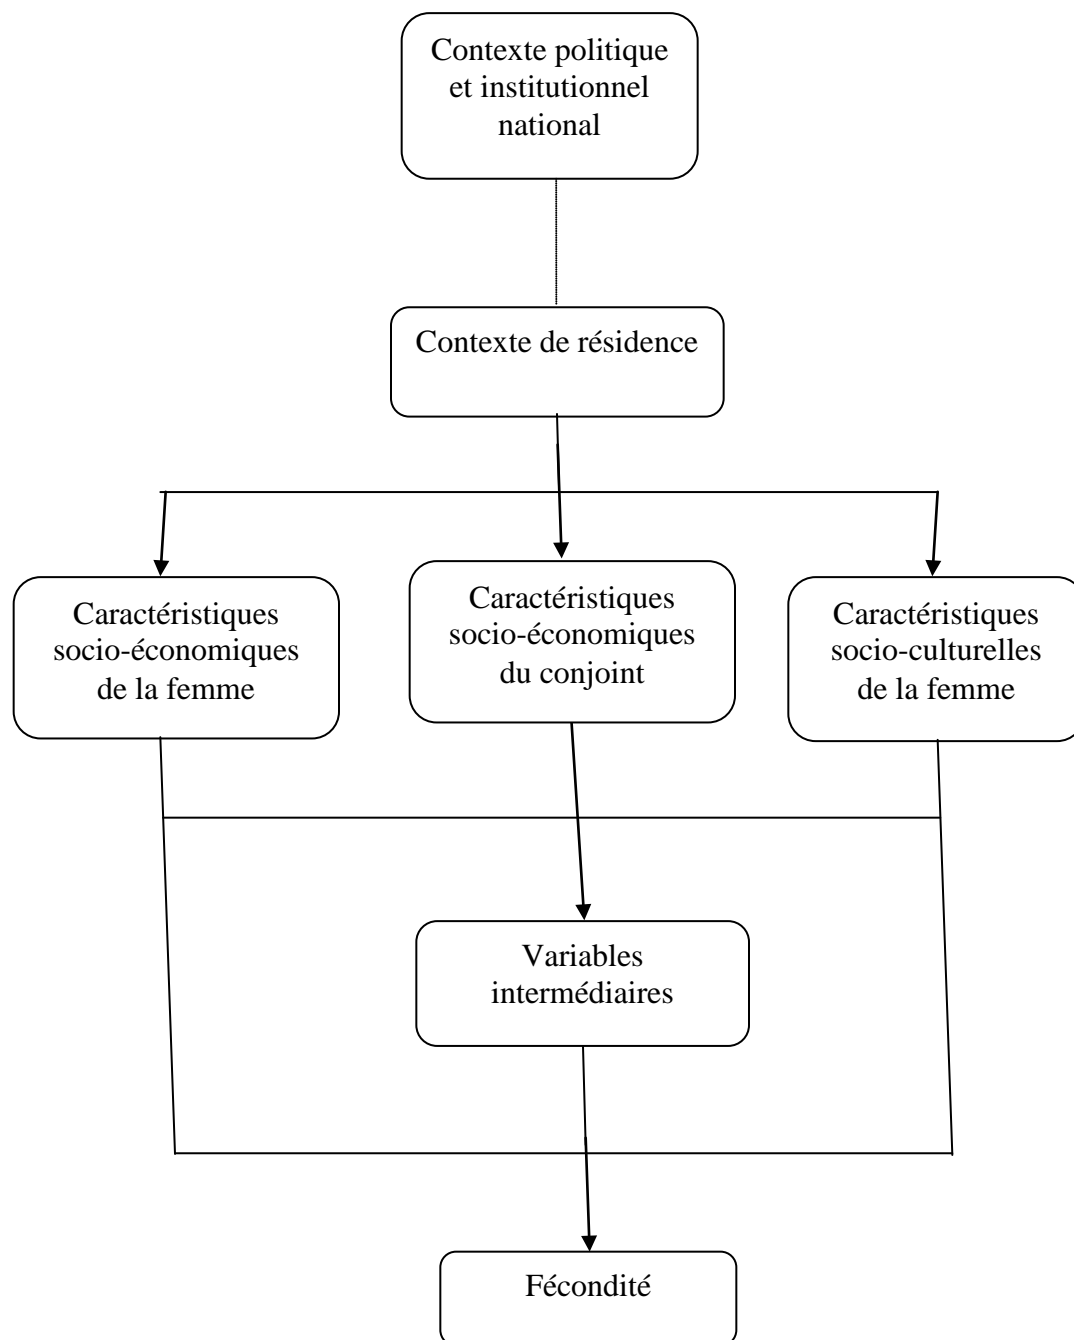 Contexte politique
et institutionnel
national
Contexte de résidence
Caractéristiques
socio-économiques
de la femme
Caractéristiques
socio-économiques
du conjoint
Caractéristiques
socio-culturelles
de la femme
Variables
intermédiaires
Fécondité